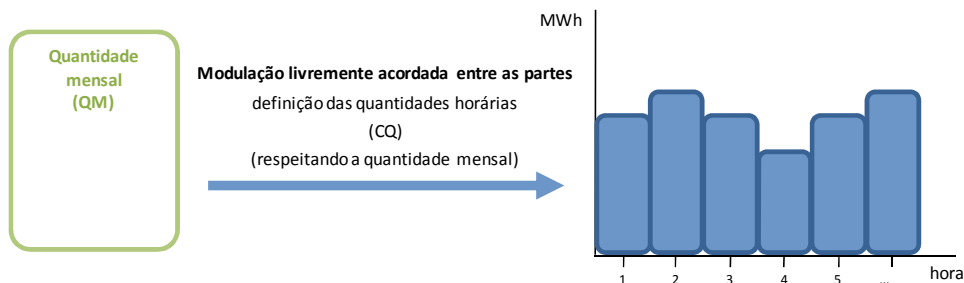 Quantidade
mensal
(QM)
Modulação livremente acordada entre as partes
definição das quantidades horárias
(CQ)
(respeitando a quantidade mensal)
MWh
1 2 3 4 5 ...
hora